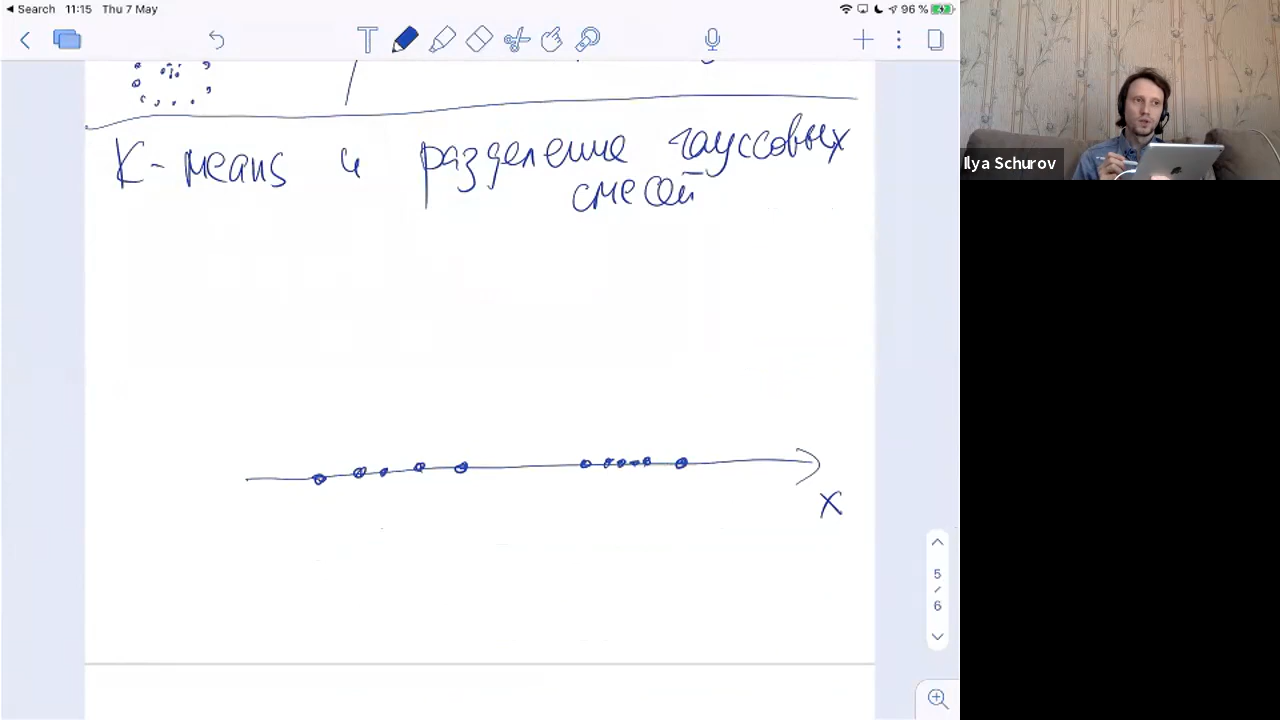 Search 11:15 Thu 7 May 96 %
T
K-means и разделение гауссовых
смесей
X
5
/
6
Ilya Schurov